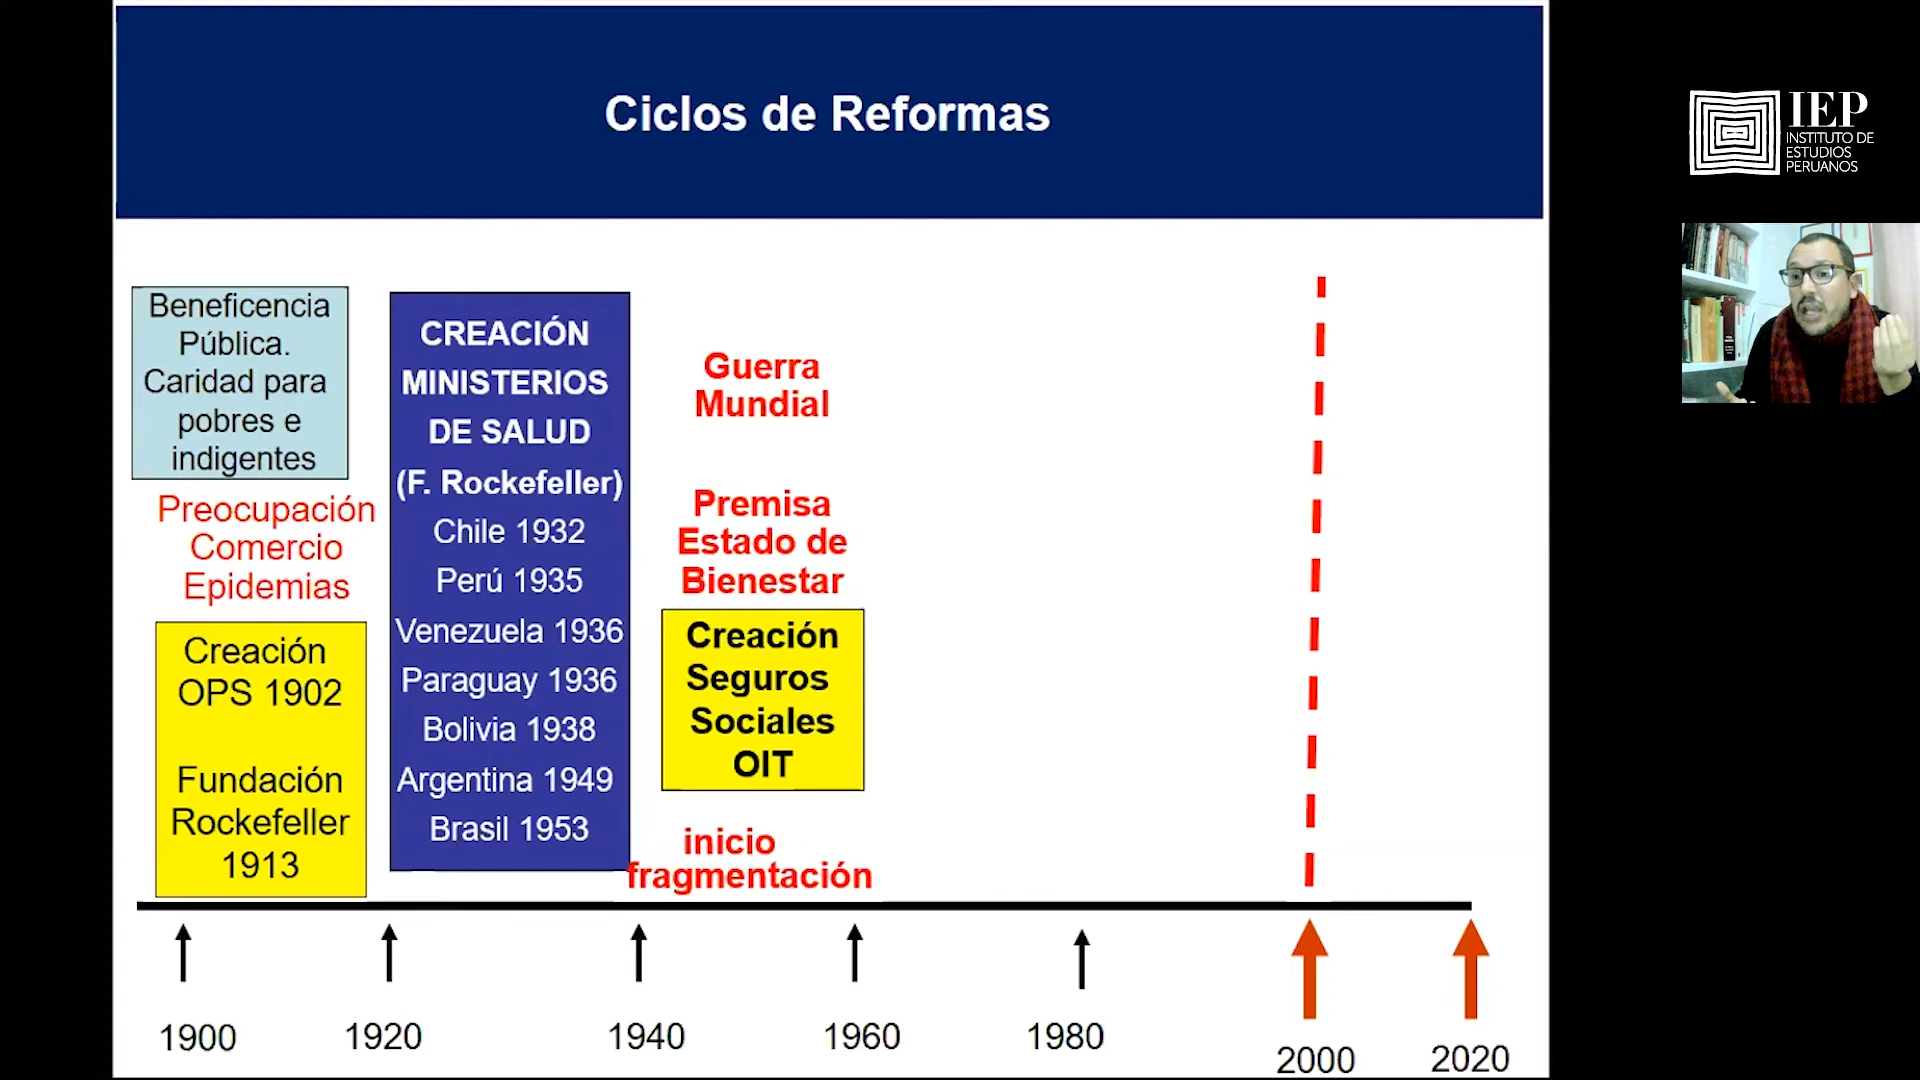 Ciclos de Reformas
IEP
INSTITUTO DE
ESTUDIOS
PERUANOS
Beneficencia
Pública.
Caridad para
pobres e
indigentes
Preocupación
Comercio
Epidemias
Creación
OPS 1902
Fundación
Rockefeller
1913
CREACIÓN
MINISTERIOS
DE SALUD
(F. Rockefeller)
Chile 1932
Perú 1935
Venezuela 1936
Paraguay 1936
Bolivia 1938
Argentina 1949
Brasil 1953
Guerra
Mundial
Premisa
Estado de
Bienestar
Creación
Seguros
Sociales
OIT
inicio
fragmentación
1900
1920
1940
1960
1980
2000
2020